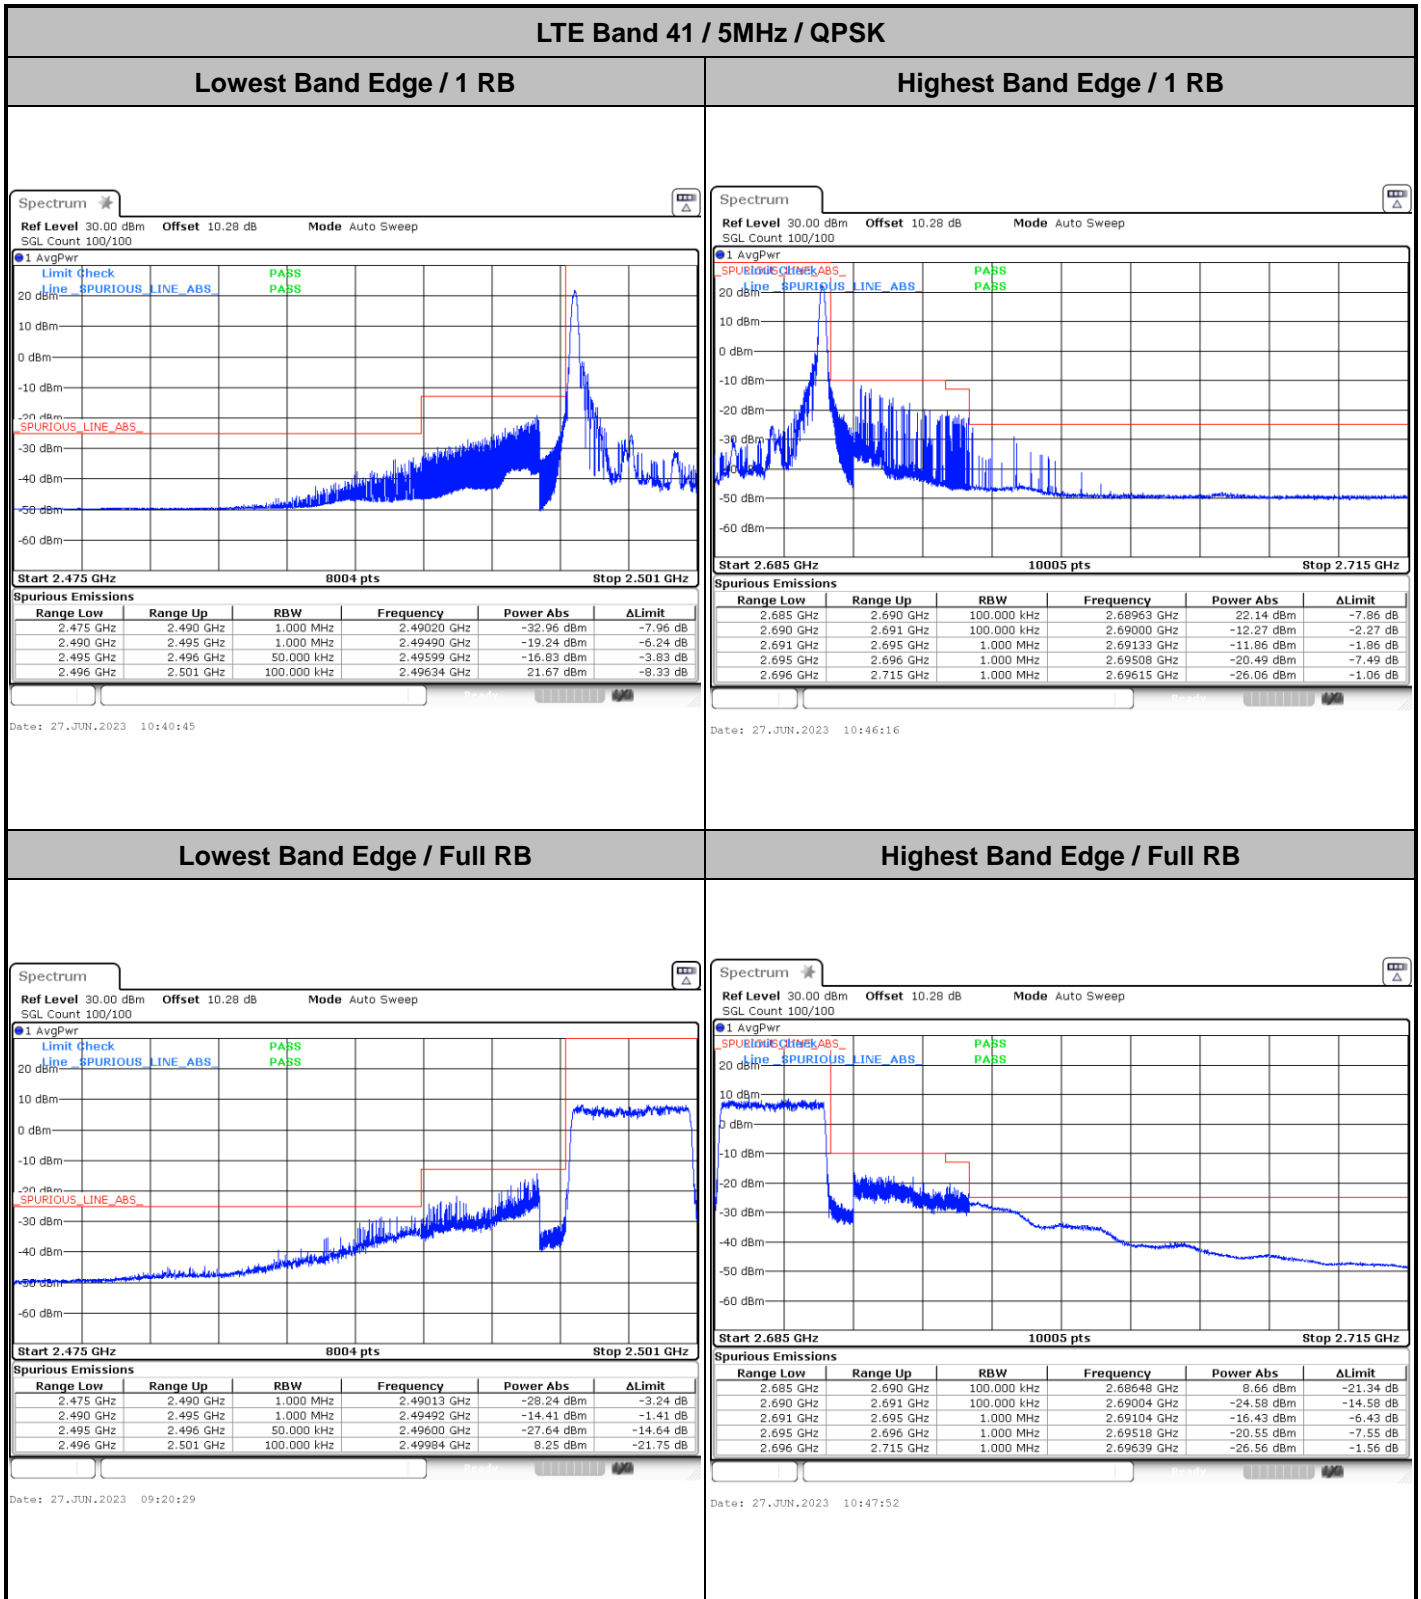 LTE Band 41 / 5MHz / QPSK
Lowest Band Edge / 1 RB
Highest Band Edge / 1 RB
Spectrum
Ref Level 30.00 dBm Offset 10.28 dB Mode Auto Sweep
SGL Count 100/100
1 AvgPwr
Limit Check PASS
Line _SPURIOUS_LINE_ABS_ PASS
20 dBm
10 dBm
0 dBm
-10 dBm
-20 dBm
_SPURIOUS_LINE_ABS_
-30 dBm
-40 dBm
-50 dBm
-60 dBm
Start 2.475 GHz 8004 pts Stop 2.501 GHz
Spurious Emissions
Range Low Range Up RBW Frequency Power Abs ΔLimit
2.475 GHz 2.490 GHz 1.000 MHz 2.49020 GHz -32.96 dBm -7.96 dB
2.490 GHz 2.495 GHz 1.000 MHz 2.49490 GHz -19.24 dBm -6.24 dB
2.495 GHz 2.496 GHz 50.000 kHz 2.49599 GHz -16.83 dBm -3.83 dB
2.496 GHz 2.501 GHz 100.000 kHz 2.49634 GHz 21.67 dBm -8.33 dB
Ready
Date: 27.JUN.2023 10:40:45
Spectrum
Ref Level 30.00 dBm Offset 10.28 dB Mode Auto Sweep
SGL Count 100/100
1 AvgPwr
_SPURIOUS_LINE_ABS_
Limit Check PASS
Line _SPURIOUS_LINE_ABS_ PASS
20 dBm
10 dBm
0 dBm
-10 dBm
-20 dBm
-30 dBm
-40 dBm
-50 dBm
-60 dBm
Start 2.685 GHz 10005 pts Stop 2.715 GHz
Spurious Emissions
Range Low Range Up RBW Frequency Power Abs ΔLimit
2.685 GHz 2.690 GHz 100.000 kHz 2.68963 GHz 22.14 dBm -7.86 dB
2.690 GHz 2.691 GHz 100.000 kHz 2.69000 GHz -12.27 dBm -2.27 dB
2.691 GHz 2.695 GHz 1.000 MHz 2.69133 GHz -11.86 dBm -1.86 dB
2.695 GHz 2.696 GHz 1.000 MHz 2.69508 GHz -20.49 dBm -7.49 dB
2.696 GHz 2.715 GHz 1.000 MHz 2.69615 GHz -26.06 dBm -1.06 dB
Ready
Date: 27.JUN.2023 10:46:16
Lowest Band Edge / Full RB
Highest Band Edge / Full RB
Spectrum
Ref Level 30.00 dBm Offset 10.28 dB Mode Auto Sweep
SGL Count 100/100
1 AvgPwr
Limit Check PASS
Line _SPURIOUS_LINE_ABS_ PASS
20 dBm
10 dBm
0 dBm
-10 dBm
-20 dBm
_SPURIOUS_LINE_ABS_
-30 dBm
-40 dBm
-50 dBm
-60 dBm
Start 2.475 GHz 8004 pts Stop 2.501 GHz
Spurious Emissions
Range Low Range Up RBW Frequency Power Abs ΔLimit
2.475 GHz 2.490 GHz 1.000 MHz 2.49013 GHz -28.24 dBm -3.24 dB
2.490 GHz 2.495 GHz 1.000 MHz 2.49492 GHz -14.41 dBm -1.41 dB
2.495 GHz 2.496 GHz 50.000 kHz 2.49600 GHz -27.64 dBm -14.64 dB
2.496 GHz 2.501 GHz 100.000 kHz 2.49984 GHz 8.25 dBm -21.75 dB
Ready
Date: 27.JUN.2023 09:20:29
Spectrum
Ref Level 30.00 dBm Offset 10.28 dB Mode Auto Sweep
SGL Count 100/100
1 AvgPwr
_SPURIOUS_LINE_ABS_
Limit Check PASS
Line _SPURIOUS_LINE_ABS_ PASS
20 dBm
10 dBm
0 dBm
-10 dBm
-20 dBm
-30 dBm
-40 dBm
-50 dBm
-60 dBm
Start 2.685 GHz 10005 pts Stop 2.715 GHz
Spurious Emissions
Range Low Range Up RBW Frequency Power Abs ΔLimit
2.685 GHz 2.690 GHz 100.000 kHz 2.68648 GHz 8.66 dBm -21.34 dB
2.690 GHz 2.691 GHz 100.000 kHz 2.69004 GHz -24.58 dBm -14.58 dB
2.691 GHz 2.695 GHz 1.000 MHz 2.69104 GHz -16.43 dBm -6.43 dB
2.695 GHz 2.696 GHz 1.000 MHz 2.69518 GHz -20.55 dBm -7.55 dB
2.696 GHz 2.715 GHz 1.000 MHz 2.69639 GHz -26.56 dBm -1.56 dB
Ready
Date: 27.JUN.2023 10:47:52